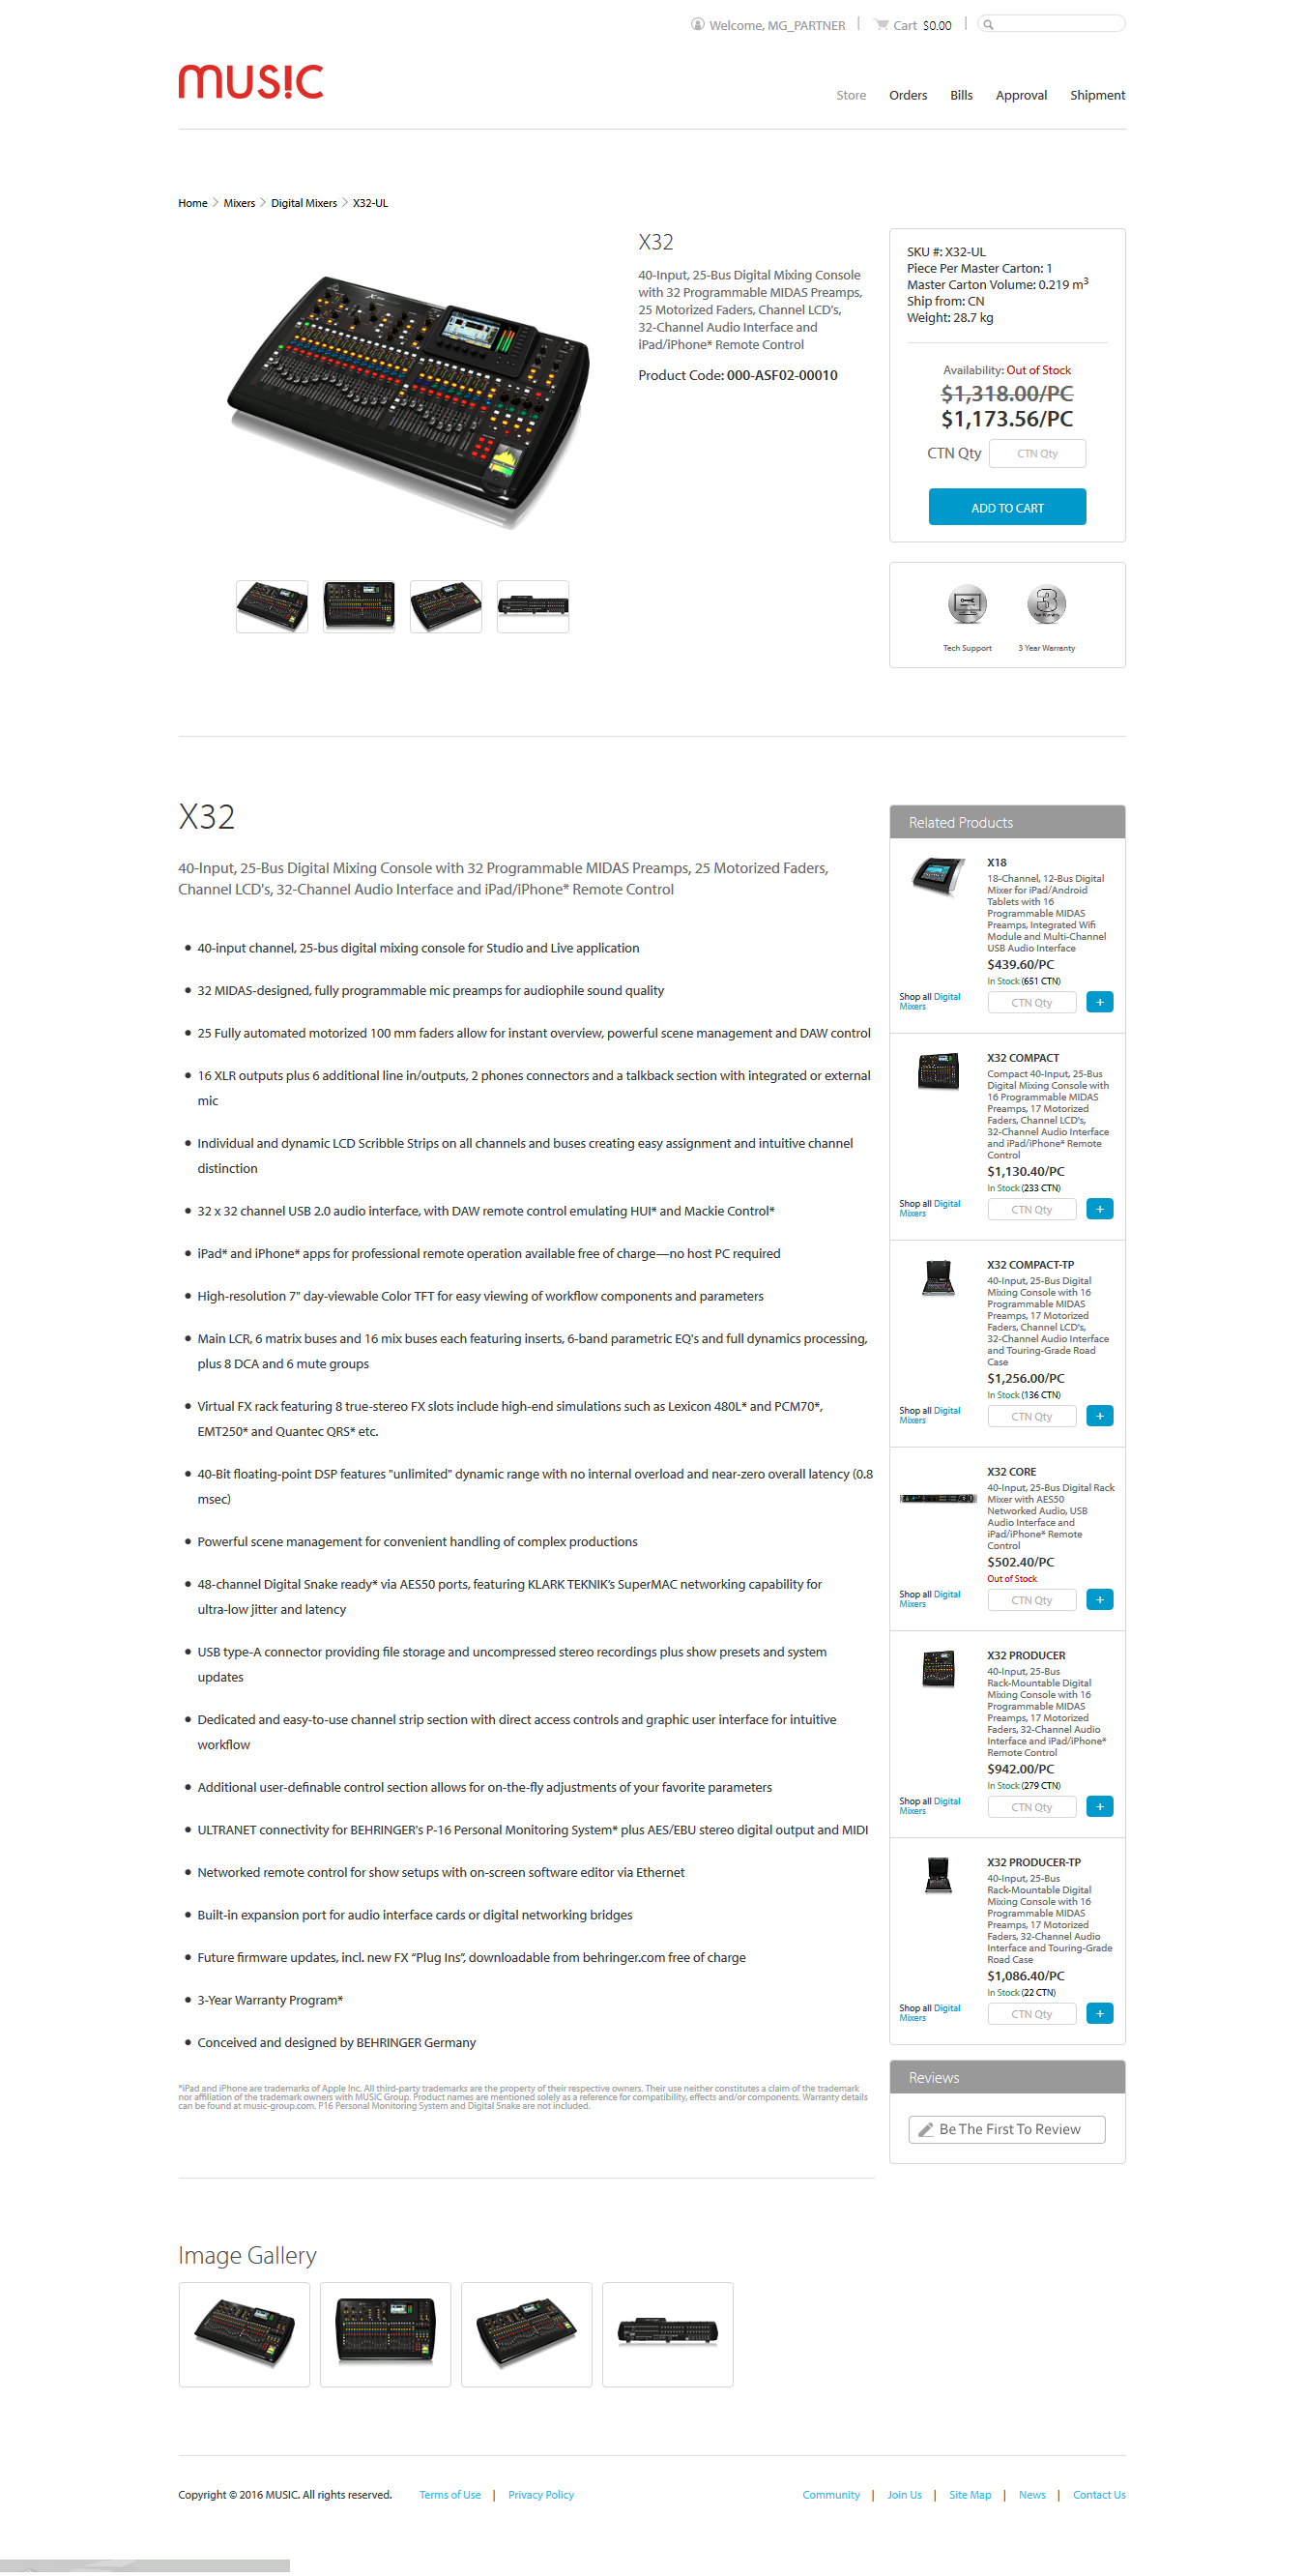 Welcome, MG_PARTNER
Cart $0.00
MUS!C
Store Orders Bills Approval Shipment
Home > Mixers > Digital Mixers > X32-UL
X32
40-Input, 25-Bus Digital Mixing Console
with 32 Programmable MIDAS Preamps,
25 Motorized Faders, Channel LCD's,
32-Channel Audio Interface and
iPad/iPhone* Remote Control
Product Code: 000-ASF02-00010
SKU #: X32-UL
Piece Per Master Carton: 1
Master Carton Volume: 0.219 m³
Ship from: CN
Weight: 28.7 kg
Availability: Out of Stock
$1,318.00/PC
$1,173.56/PC
CTN Qty CTN Qty
ADD TO CART
Tech Support 3 Year Warranty
X32
40-Input, 25-Bus Digital Mixing Console with 32 Programmable MIDAS Preamps, 25 Motorized Faders,
Channel LCD's, 32-Channel Audio Interface and iPad/iPhone* Remote Control
• 40-input channel, 25-bus digital mixing console for Studio and Live application
• 32 MIDAS-designed, fully programmable mic preamps for audiophile sound quality
• 25 Fully automated motorized 100 mm faders allow for instant overview, powerful scene management and DAW control
• 16 XLR outputs plus 6 additional line in/outputs, 2 phones connectors and a talkback section with integrated or external
mic
• Individual and dynamic LCD Scribble Strips on all channels and buses creating easy assignment and intuitive channel
distinction
• 32 x 32 channel USB 2.0 audio interface, with DAW remote control emulating HUI* and Mackie Control*
• iPad* and iPhone* apps for professional remote operation available free of charge—no host PC required
• High-resolution 7" day-viewable Color TFT for easy viewing of workflow components and parameters
• Main LCR, 6 matrix buses and 16 mix buses each featuring inserts, 6-band parametric EQ's and full dynamics processing,
plus 8 DCA and 6 mute groups
• Virtual FX rack featuring 8 true-stereo FX slots include high-end simulations such as Lexicon 480L* and PCM70*,
EMT250* and Quantec QRS* etc.
• 40-Bit floating-point DSP features "unlimited" dynamic range with no internal overload and near-zero overall latency (0.8
msec)
• Powerful scene management for convenient handling of complex productions
• 48-channel Digital Snake ready* via AES50 ports, featuring KLARK TEKNIK’s SuperMAC networking capability for
ultra-low jitter and latency
• USB type-A connector providing file storage and uncompressed stereo recordings plus show presets and system
updates
• Dedicated and easy-to-use channel strip section with direct access controls and graphic user interface for intuitive
workflow
• Additional user-definable control section allows for on-the-fly adjustments of your favorite parameters
• ULTRANET connectivity for BEHRINGER's P-16 Personal Monitoring System* plus AES/EBU stereo digital output and MIDI
• Networked remote control for show setups with on-screen software editor via Ethernet
• Built-in expansion port for audio interface cards or digital networking bridges
• Future firmware updates, incl. new FX “Plug Ins”, downloadable from behringer.com free of charge
• 3-Year Warranty Program*
• Conceived and designed by BEHRINGER Germany
*iPad and iPhone are trademarks of Apple Inc. All third-party trademarks are the property of their respective owners. Their use neither constitutes a claim of the trademark
nor affiliation of the trademark owners with MUSIC Group. Product names are mentioned solely as a reference for compatibility, effects and/or components. Warranty details
can be found at music-group.com. P16 Personal Monitoring System and Digital Snake are not included.
Related Products
X18
18-Channel, 12-Bus Digital
Mixer for iPad/Android
Tablets with 16
Programmable MIDAS
Preamps, Integrated Wifi
Module and Multi-Channel
USB Audio Interface
$439.60/PC
In Stock (651 CTN)
Shop all Digital
Mixers
CTN Qty +
X32 COMPACT
Compact 40-Input, 25-Bus
Digital Mixing Console with
16 Programmable MIDAS
Preamps, 17 Motorized
Faders, Channel LCD's,
32-Channel Audio Interface
and iPad/iPhone* Remote
Control
$1,130.40/PC
In Stock (233 CTN)
Shop all Digital
Mixers
CTN Qty +
X32 COMPACT-TP
40-Input, 25-Bus Digital
Mixing Console with 16
Programmable MIDAS
Preamps, 17 Motorized
Faders, Channel LCD's,
32-Channel Audio Interface
and Touring-Grade Road
Case
$1,256.00/PC
In Stock (136 CTN)
Shop all Digital
Mixers
CTN Qty +
X32 CORE
40-Input, 25-Bus Digital Rack
Mixer with AES50
Networked Audio, USB
Audio Interface and
iPad/iPhone* Remote
Control
$502.40/PC
Out of Stock
Shop all Digital
Mixers
CTN Qty +
X32 PRODUCER
40-Input, 25-Bus
Rack-Mountable Digital
Mixing Console with 16
Programmable MIDAS
Preamps, 17 Motorized
Faders, 32-Channel Audio
Interface and iPad/iPhone*
Remote Control
$942.00/PC
In Stock (279 CTN)
Shop all Digital
Mixers
CTN Qty +
X32 PRODUCER-TP
40-Input, 25-Bus
Rack-Mountable Digital
Mixing Console with 16
Programmable MIDAS
Preamps, 17 Motorized
Faders, 32-Channel Audio
Interface and Touring-Grade
Road Case
$1,086.40/PC
In Stock (22 CTN)
Shop all Digital
Mixers
CTN Qty +
Reviews
Be The First To Review
Image Gallery
Copyright © 2016 MUSIC. All rights reserved. Terms of Use | Privacy Policy
Community | Join Us | Site Map | News | Contact Us